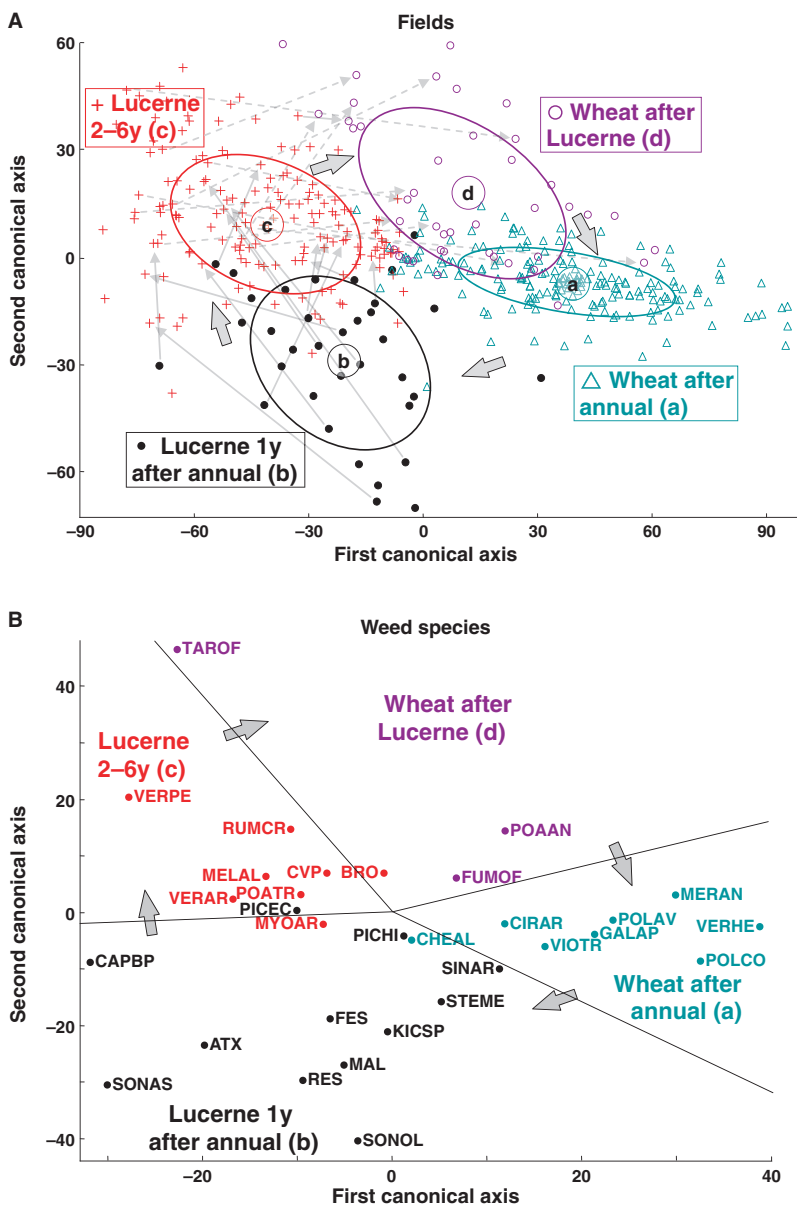 A
Fields
60
30
0
−30
−60
Second canonical axis
+ Lucerne
2–6y (c)
○ Wheat after
Lucerne (d)
d
c
a
b
△ Wheat after
annual (a)
● Lucerne 1y
after annual (b)
−90 −60 −30 0 30 60 90
First canonical axis
B
Weed species
40
20
0
−20
−40
Second canonical axis
TAROF
Wheat after
Lucerne (d)
Lucerne
2–6y (c)
VERPE
RUMCR
POAAN
MELAL CVP BRO FUMOF
VERAR POATR MERAN
PICEC
MYOAR CIRAR POLAV VERHE
PICHI CHEAL VIOTR GALAP
CAPBP SINAR POLCO
Wheat after
annual (a)
STEME
FES KICSP
ATX
MAL
SONAS RES
Lucerne 1y
after annual (b)
SONOL
−20 0 20 40
First canonical axis